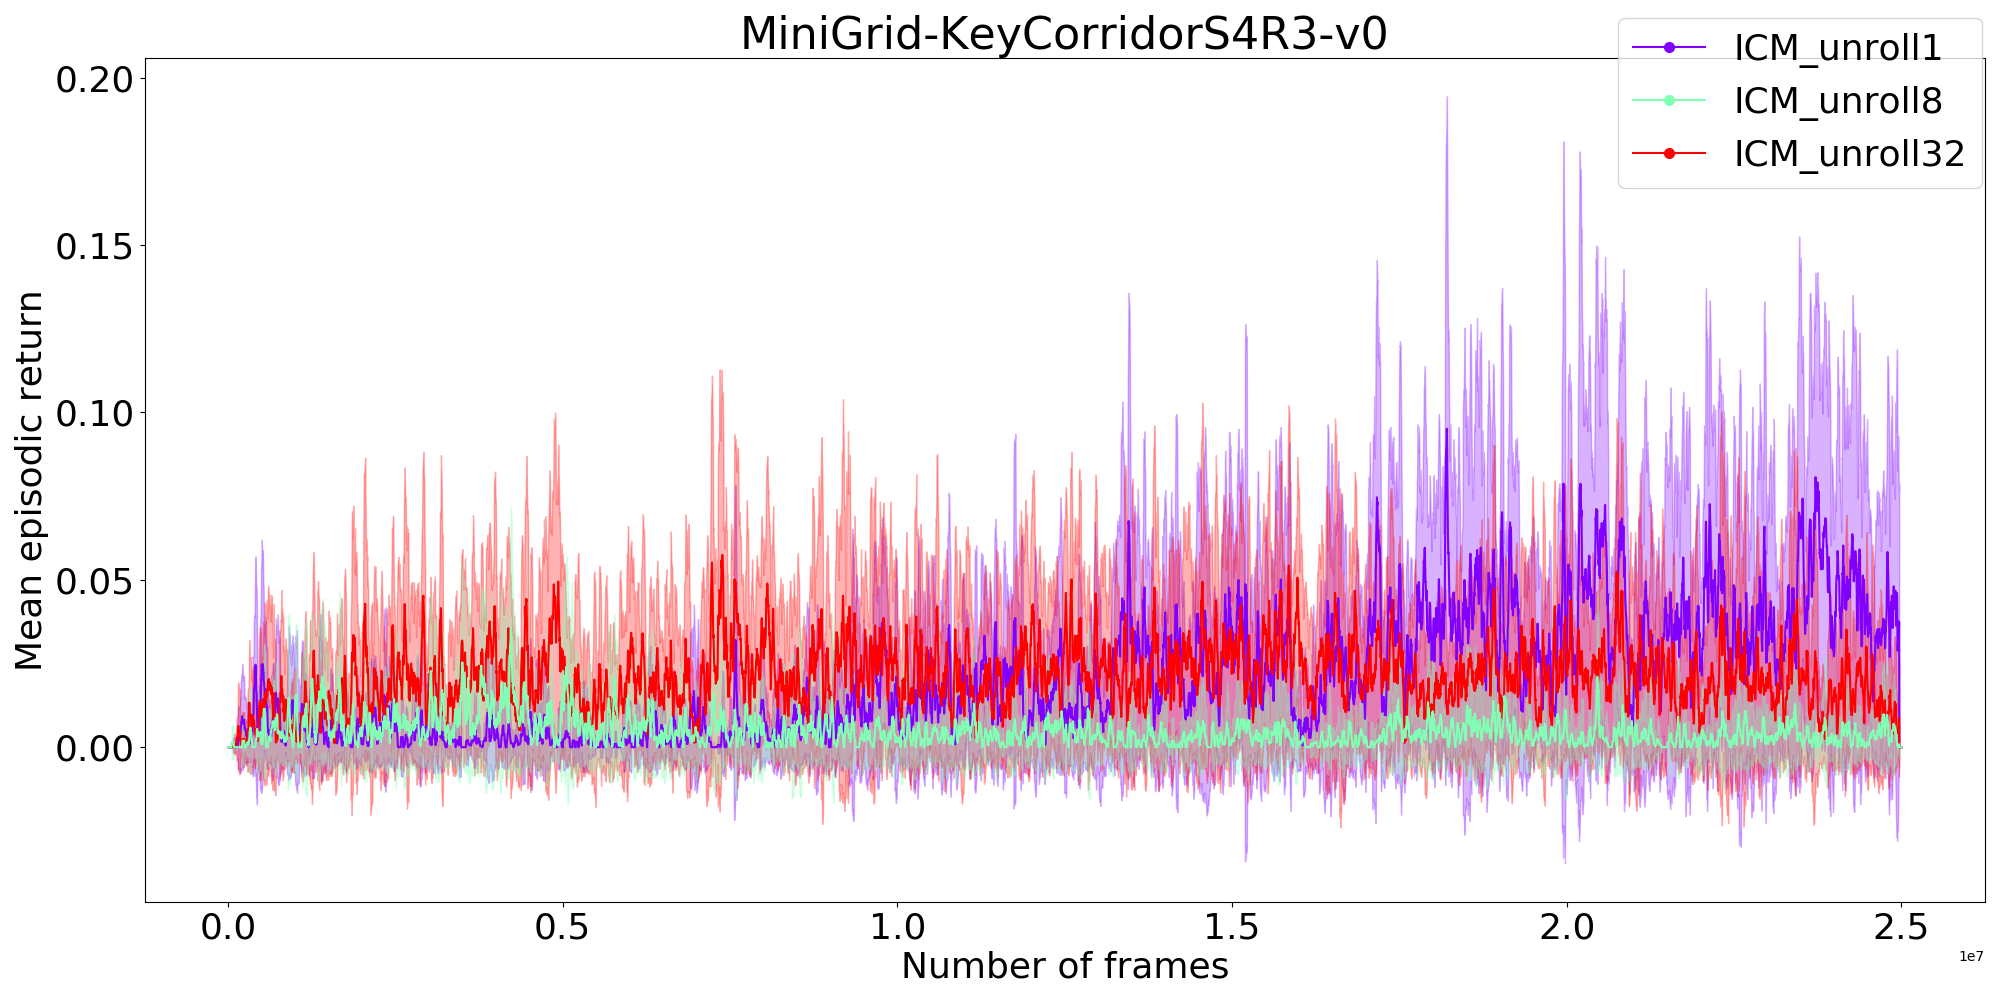 MiniGrid-KeyCorridorS4R3-v0
ICM_unroll1
ICM_unroll8
ICM_unroll32
Mean episodic return
0.20
0.15
0.10
0.05
0.00
0.0 0.5 1.0 1.5 2.0 2.5
1e7
Number of frames